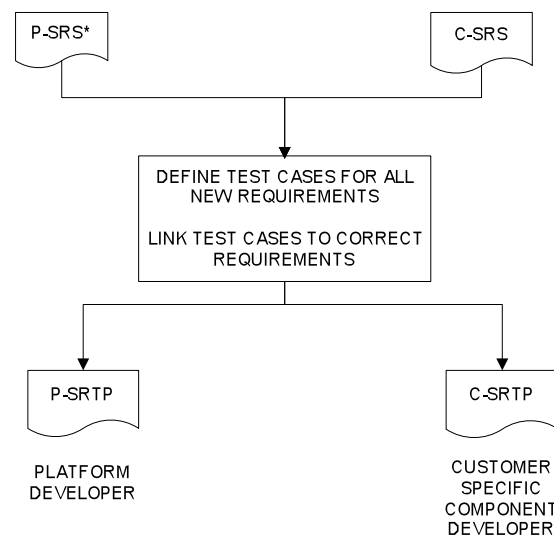 P-SRS*
C-SRS
DEFINE TEST CASES FOR ALL
NEW REQUIREMENTS
LINK TEST CASES TO CORRECT
REQUIREMENTS
P-SRTP
C-SRTP
PLATFORM
DEVELOPER
CUSTOMER
SPECIFIC
COMPONENT
DEVELOPER